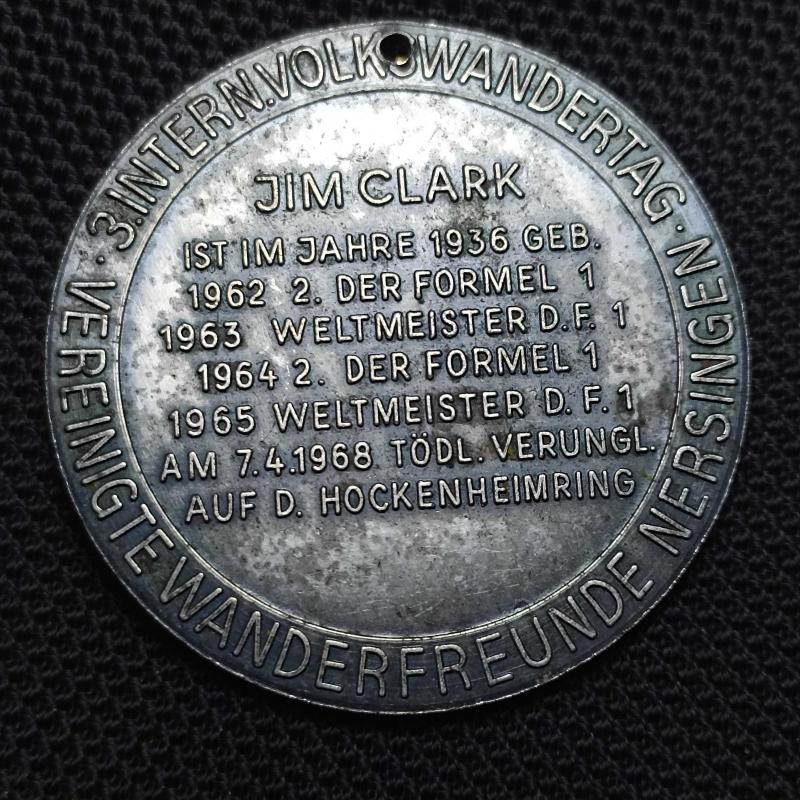 3. INTERN. VOLKSWANDERTAG · NERSINGEN
VEREINIGTE WANDERFREUNDE
JIM CLARK
IST IM JAHRE 1936 GEB.
1962 2. DER FORMEL 1
1963 WELTMEISTER D.F. 1
1964 2. DER FORMEL 1
1965 WELTMEISTER D. F. 1
AM 7.4.1968 TÖDL. VERUNGL.
AUF D. HOCKENHEIMRING